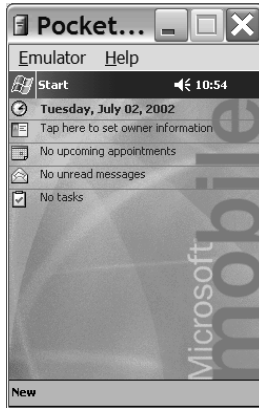 Pocket...
Emulator Help
Start 10:54
Tuesday, July 02, 2002
Tap here to set owner information
No upcoming appointments
No unread messages
No tasks
Microsoft
mobile
New